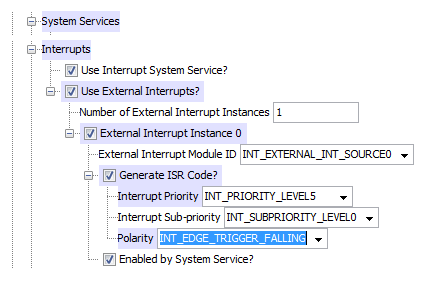 System Services
Interrupts
Use Interrupt System Service?
Use External Interrupts?
Number of External Interrupt Instances 1
External Interrupt Instance 0
External Interrupt Module ID INT_EXTERNAL_INT_SOURCE0
Generate ISR Code?
Interrupt Priority INT_PRIORITY_LEVEL5
Interrupt Sub-priority INT_SUBPRIORITY_LEVEL0
Polarity INT_EDGE_TRIGGER_FALLING
Enabled by System Service?